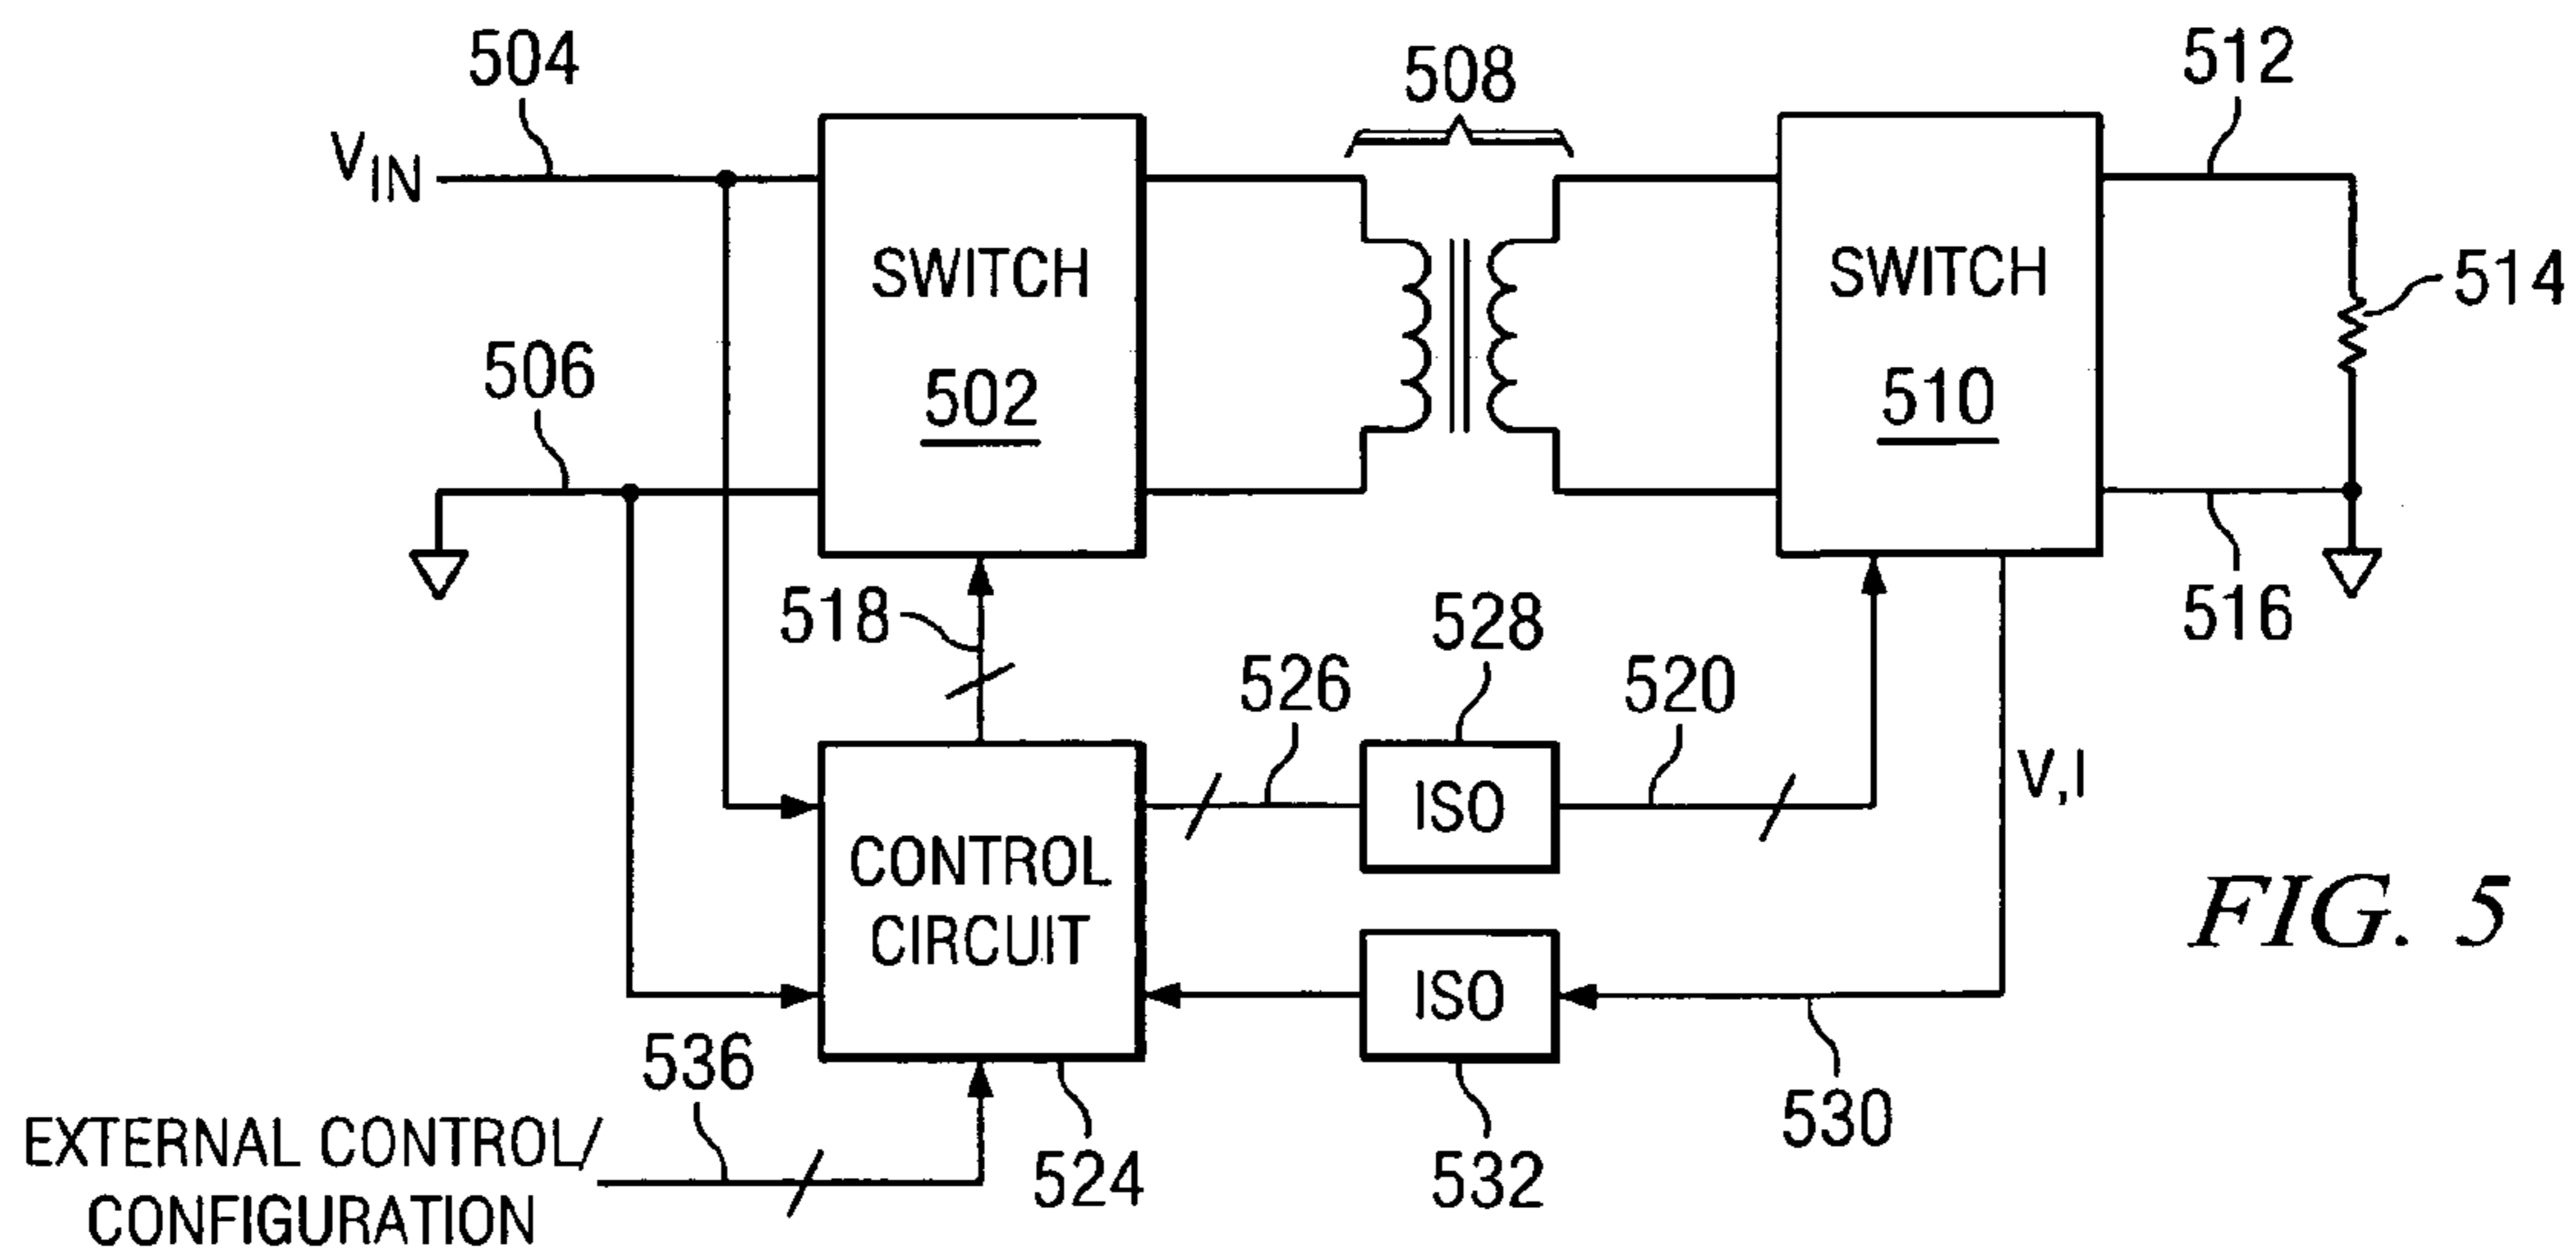 504
508
512
VIN
SWITCH
502
SWITCH
510
514
506
518
528
516
526
520
V,I
ISO
CONTROL
CIRCUIT
ISO
FIG. 5
536
530
EXTERNAL CONTROL/
CONFIGURATION
524
532